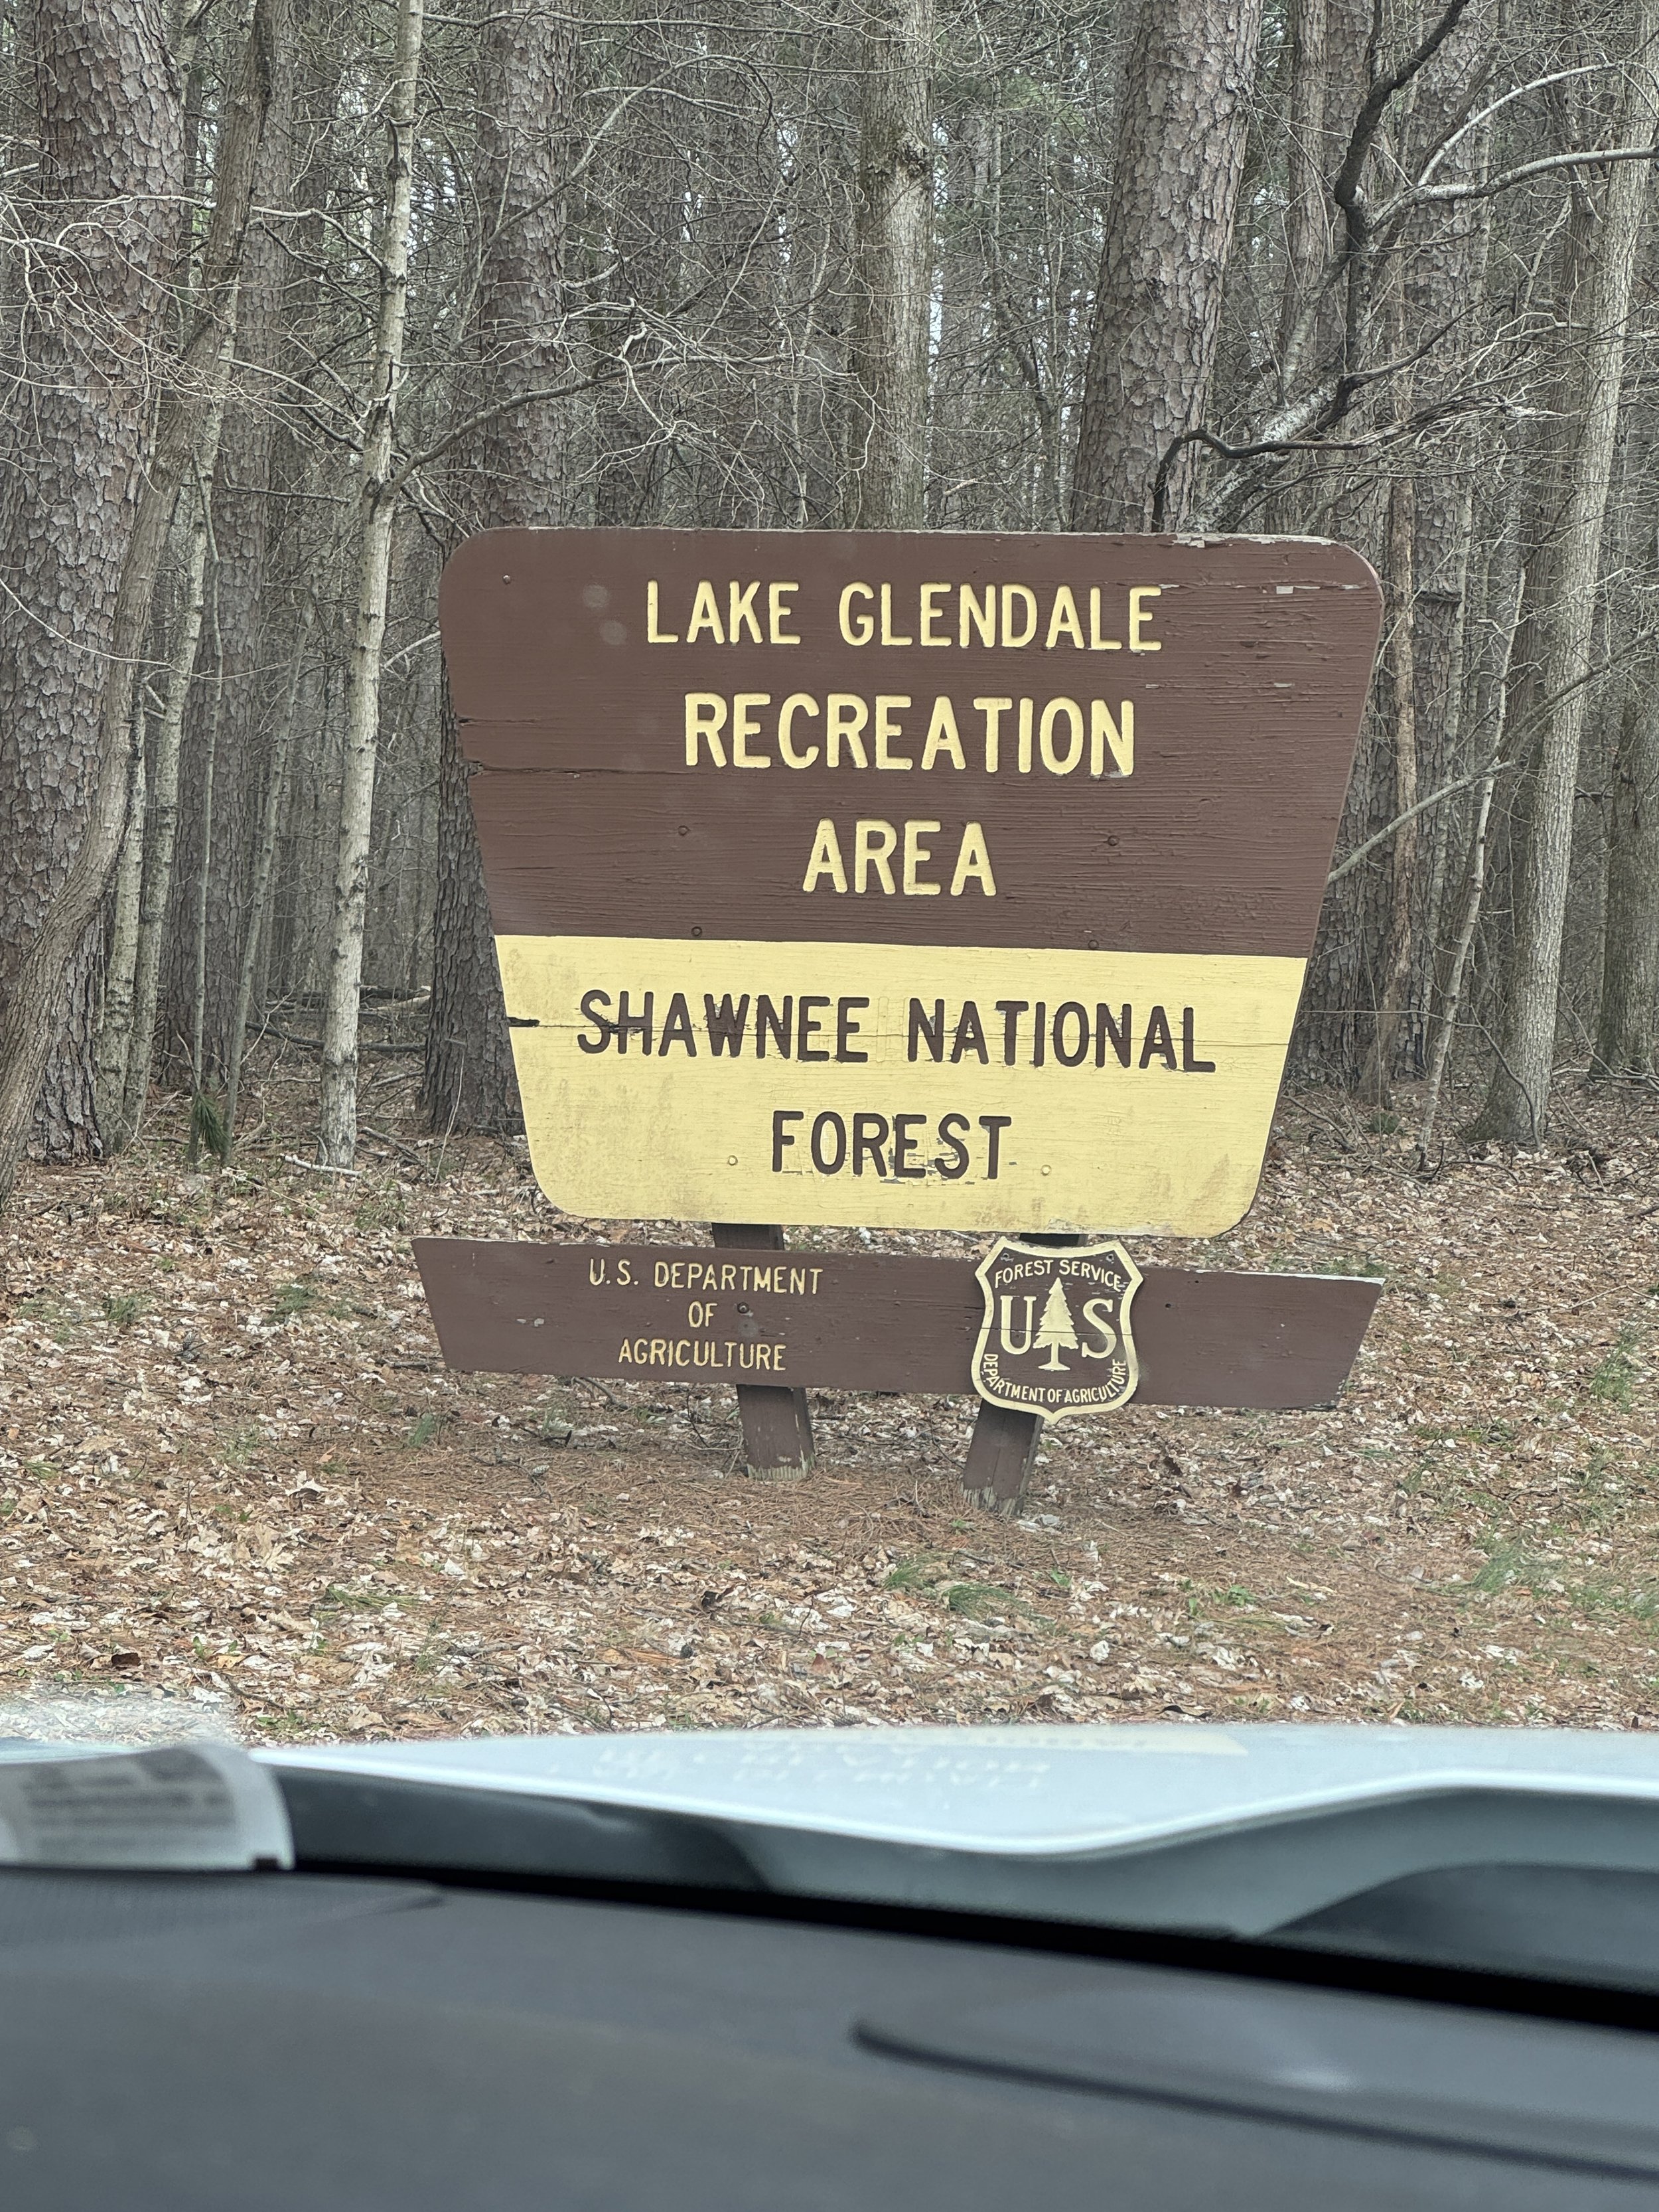 LAKE GLENDALE
RECREATION
AREA
SHAWNEE NATIONAL
FOREST
U.S. DEPARTMENT
OF
AGRICULTURE
FOREST SERVICE
U S
DEPARTMENT OF AGRICULTURE